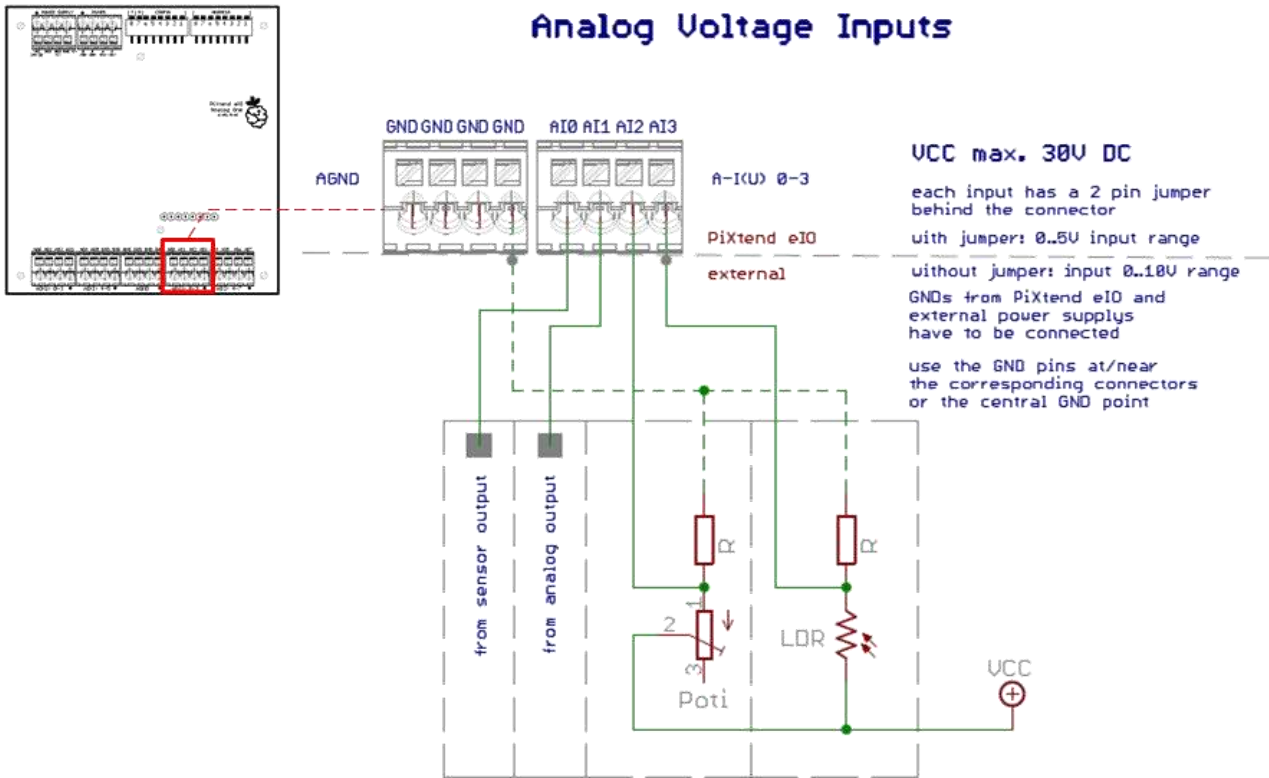 Analog Voltage Inputs
PiXtend eIO
Analog One
GND GND GND GND
AI0 AI1 AI2 AI3
AGND
A-I(U) 0-3
PiXtend eIO
external
VCC max. 30V DC
each input has a 2 pin jumper
behind the connector
with jumper: 0..5V input range
without jumper: input 0..10V range
GNDs from PiXtend eIO and
external power supplys
have to be connected
use the GND pins at/near
the corresponding connectors
or the central GND point
from sensor output
from analog output
R
R
1
2
3
Poti
LDR
VCC